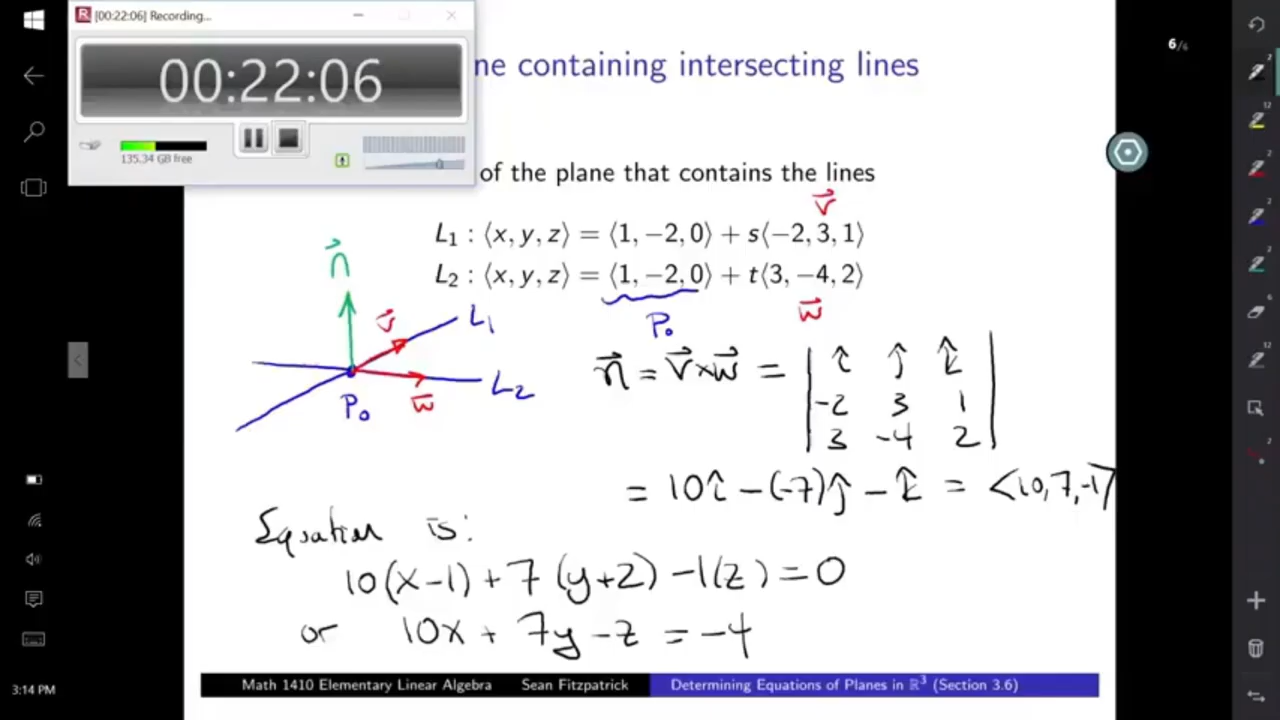 [00:22:06] Recording...
6/6
00:22:06
ne containing intersecting lines
135.34 GB free
of the plane that contains the lines
v⃗
L₁ : ⟨x, y, z⟩ = ⟨1, −2, 0⟩ + s⟨−2, 3, 1⟩
L₂ : ⟨x, y, z⟩ = ⟨1, −2, 0⟩ + t⟨3, −4, 2⟩
n⃗
P₀
w⃗
v⃗
L₁
w⃗
L₂
P₀
n⃗ = v⃗ × w⃗ = | î ĵ k̂
-2 3 1
3 -4 2 |
= 10î − (−7)ĵ − k̂ = <10, 7, −1>
Equation is:
10(x−1) + 7(y+2) −1(z) = 0
or 10x + 7y − z = −4
Math 1410 Elementary Linear Algebra Sean Fitzpatrick Determining Equations of Planes in ℝ³ (Section 3.6)
3:14 PM